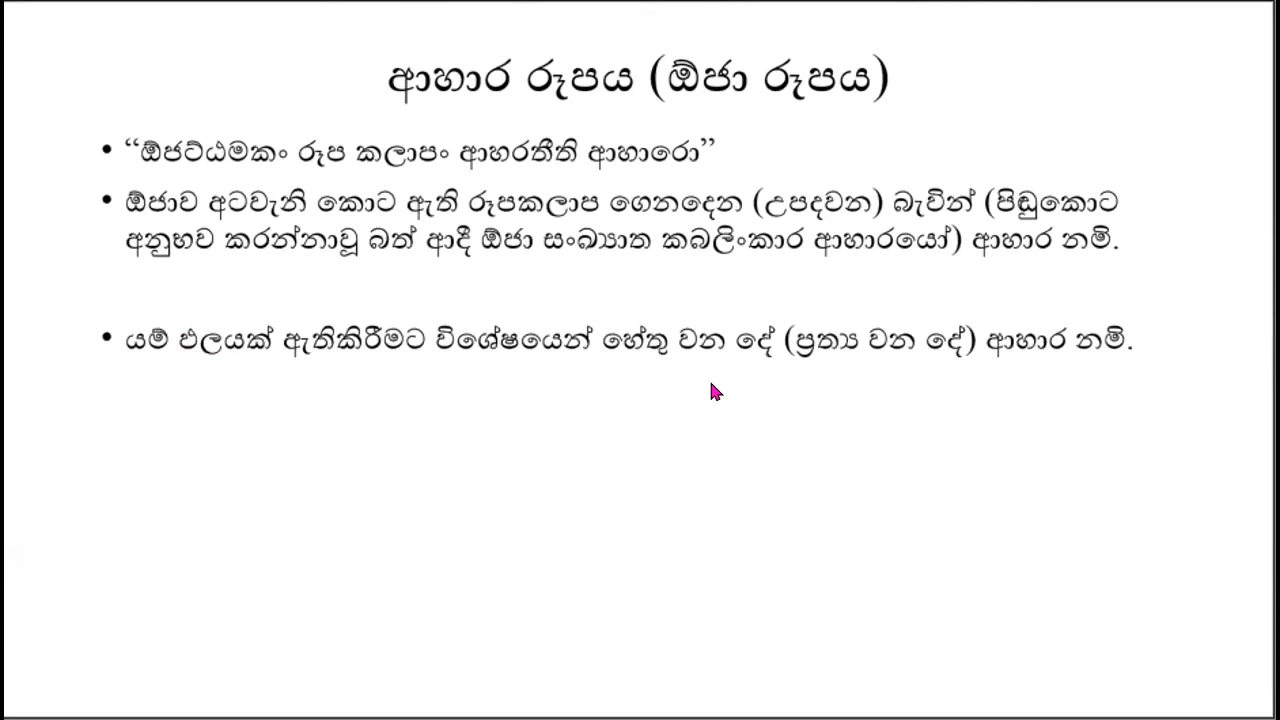 ආහාර රූපය (ඕජා රූපය)
• “ඕජට්ඨමකං රූප කලාපං ආහරතීති ආහාරො”
• ඕජාව අටවැනි කොට ඇති රූපකලාප ගෙනදෙන (උපදවන) බැවින් (පිඬුකොට
අනුභව කරන්නාවූ බත් ආදී ඕජා සංඛ්‍යාත කබලිංකාර ආහාරයෝ) ආහාර නමි.
• යම් ඵලයක් ඇතිකිරීමට විශේෂයෙන් හේතු වන දේ (ප්‍රත්‍ය වන දේ) ආහාර නමි.